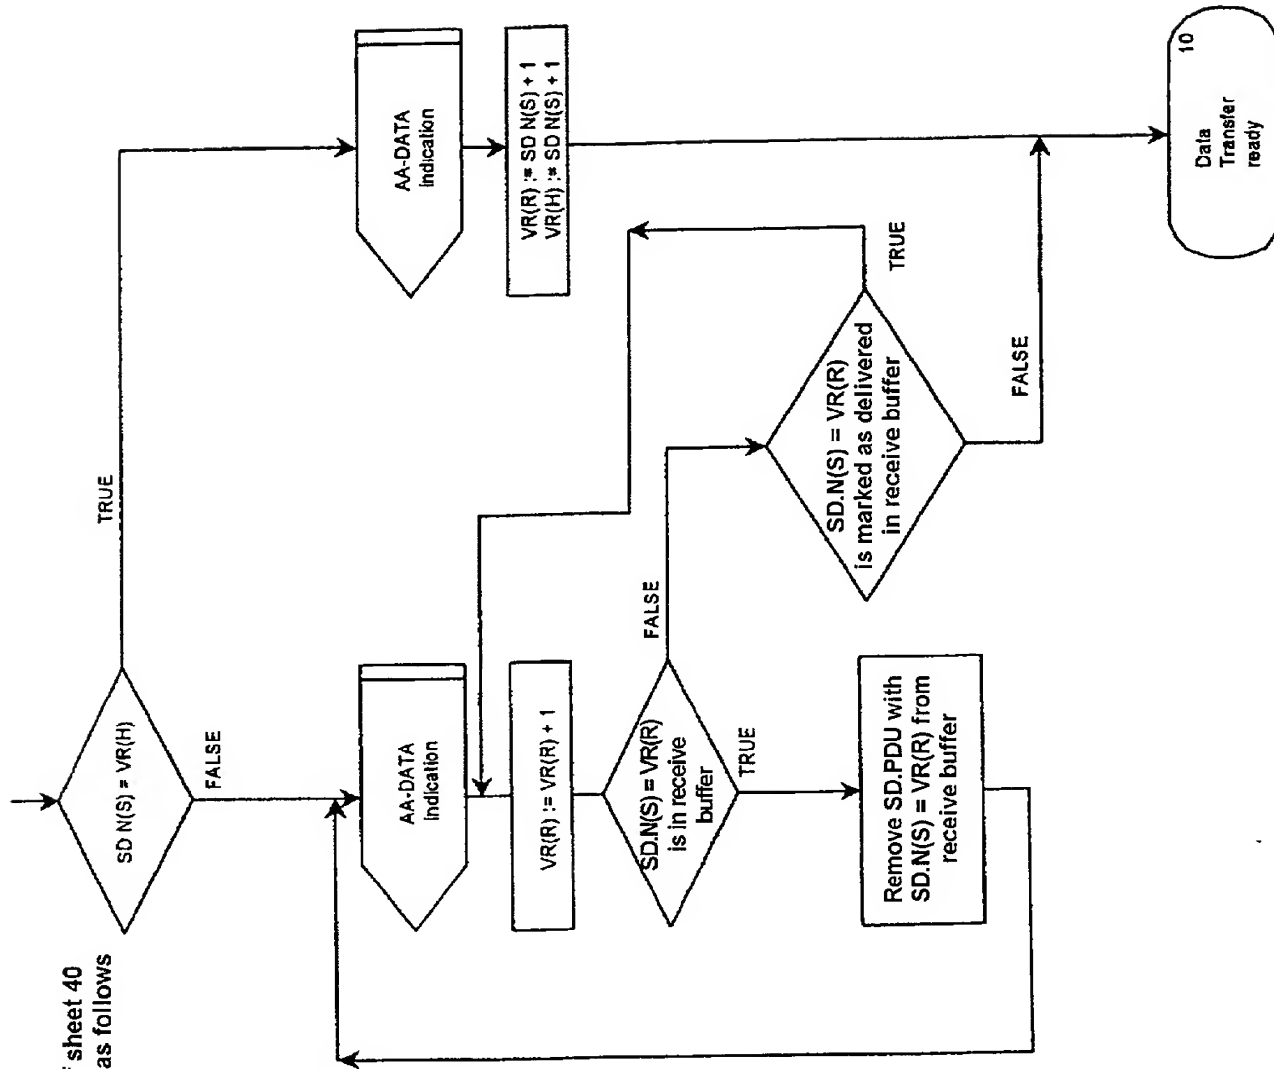 ' sheet 40
as follows
SD N(S) = VR(H)
TRUE
FALSE
AA-DATA
indication
AA-DATA
indication
VR(R) := SD N(S) + 1
VR(H) := SD N(S) + 1
VR(R) := VR(R) + 1
SD.N(S) = VR(R)
is in receive
buffer
FALSE
TRUE
SD.N(S) = VR(R)
is marked as delivered
in receive buffer
TRUE
FALSE
Remove SD.PDU with
SD.N(S) = VR(R) from
receive buffer
10
Data
Transfer
ready